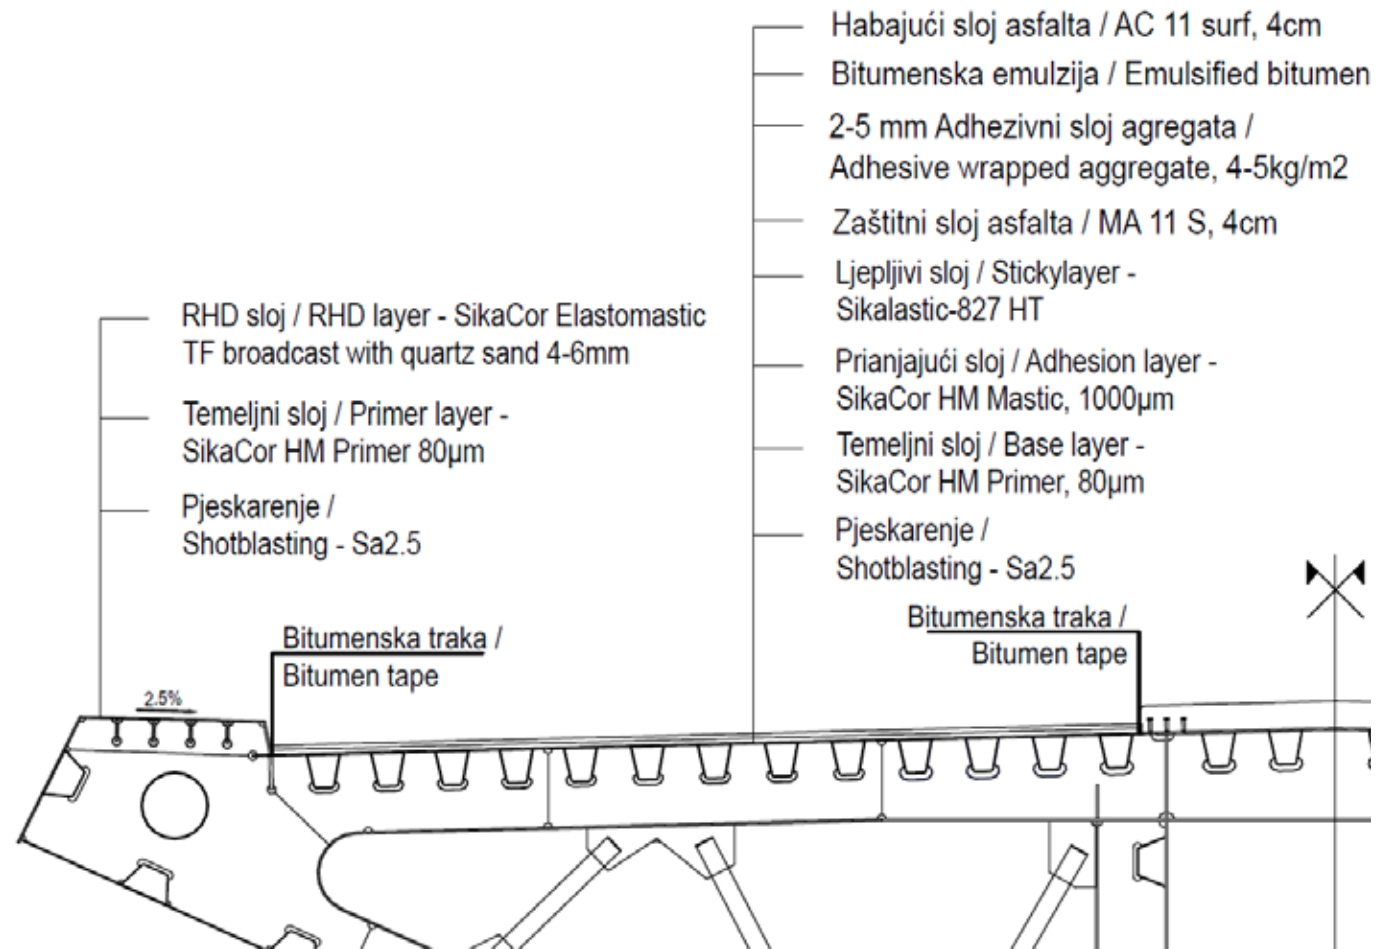 Habajući sloj asfalta / AC 11 surf, 4cm
Bitumenska emulzija / Emulsified bitumen
2-5 mm Adhezivni sloj agregata /
Adhesive wrapped aggregate, 4-5kg/m2
Zaštitni sloj asfalta / MA 11 S, 4cm
Ljepljivi sloj / Stickylayer -
Sikalastic-827 HT
Prianjajući sloj / Adhesion layer -
SikaCor HM Mastic, 1000µm
Temeljni sloj / Base layer -
SikaCor HM Primer, 80µm
Pjeskarenje /
Shotblasting - Sa2.5
RHD sloj / RHD layer - SikaCor Elastomastic
TF broadcast with quartz sand 4-6mm
Temeljni sloj / Primer layer -
SikaCor HM Primer 80µm
Pjeskarenje /
Shotblasting - Sa2.5
Bitumenska traka /
Bitumen tape
Bitumenska traka /
Bitumen tape
2.5%